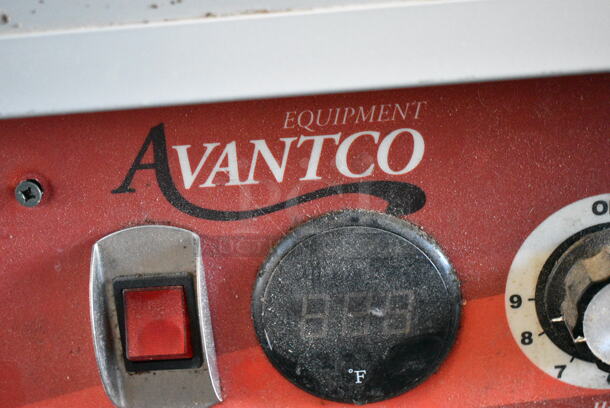 EQUIPMENT
AVANTCO
°F
9
8
7